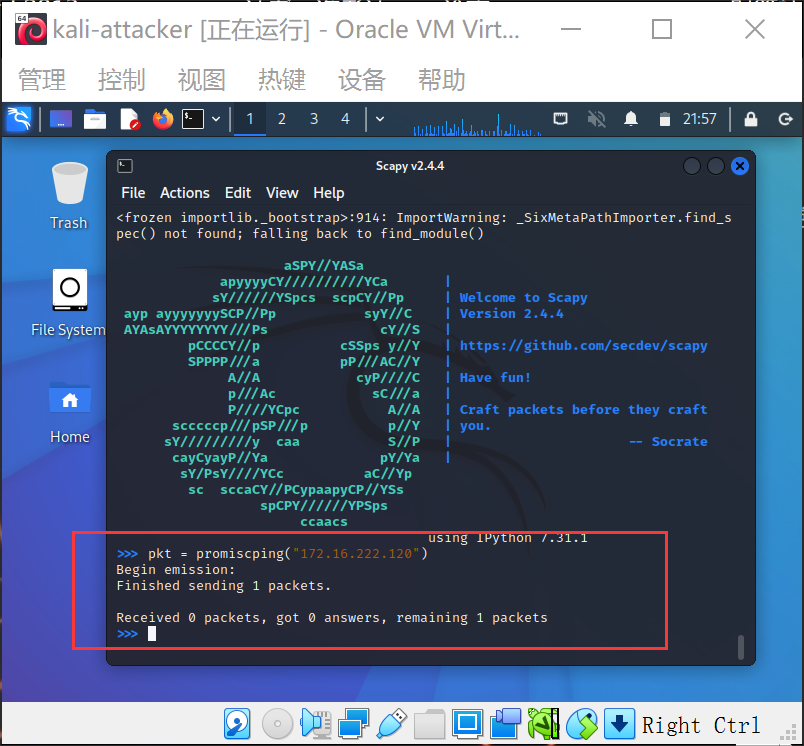 kali-attacker [正在运行] - Oracle VM Virt...
管理 控制 视图 热键 设备 帮助
1 2 3 4 21:57
Scapy v2.4.4
File Actions Edit View Help
Trash
File System
Home
<frozen importlib._bootstrap>:914: ImportWarning: _SixMetaPathImporter.find_s
pec() not found; falling back to find_module()
aSPY//YASa
apyyyyCY//////////YCa |
sY//////YSpcs scpCY//Pp | Welcome to Scapy
ayp ayyyyyyySCP//Pp syY//C | Version 2.4.4
AYAsAYYYYYYYY///Ps cY//S |
pCCCCY//p cSSps y//Y | https://github.com/secdev/scapy
SPPPP///a pP///AC//Y |
A//A cyP////C | Have fun!
p///Ac sC///a |
P////YCpc A//A | Craft packets before they craft
scccccp///pSP///p p//Y | you.
sY/////////y caa S//P | -- Socrate
cayCyayP//Ya pY/Ya |
sY/PsY////YCc aC//Yp
sc sccaCY//PCypaapyCP//YSs
spCPY//////YPSps
ccaacs
using IPython 7.31.1
>>> pkt = promiscping("172.16.222.120")
Begin emission:
Finished sending 1 packets.
Received 0 packets, got 0 answers, remaining 1 packets
>>>
Right Ctrl